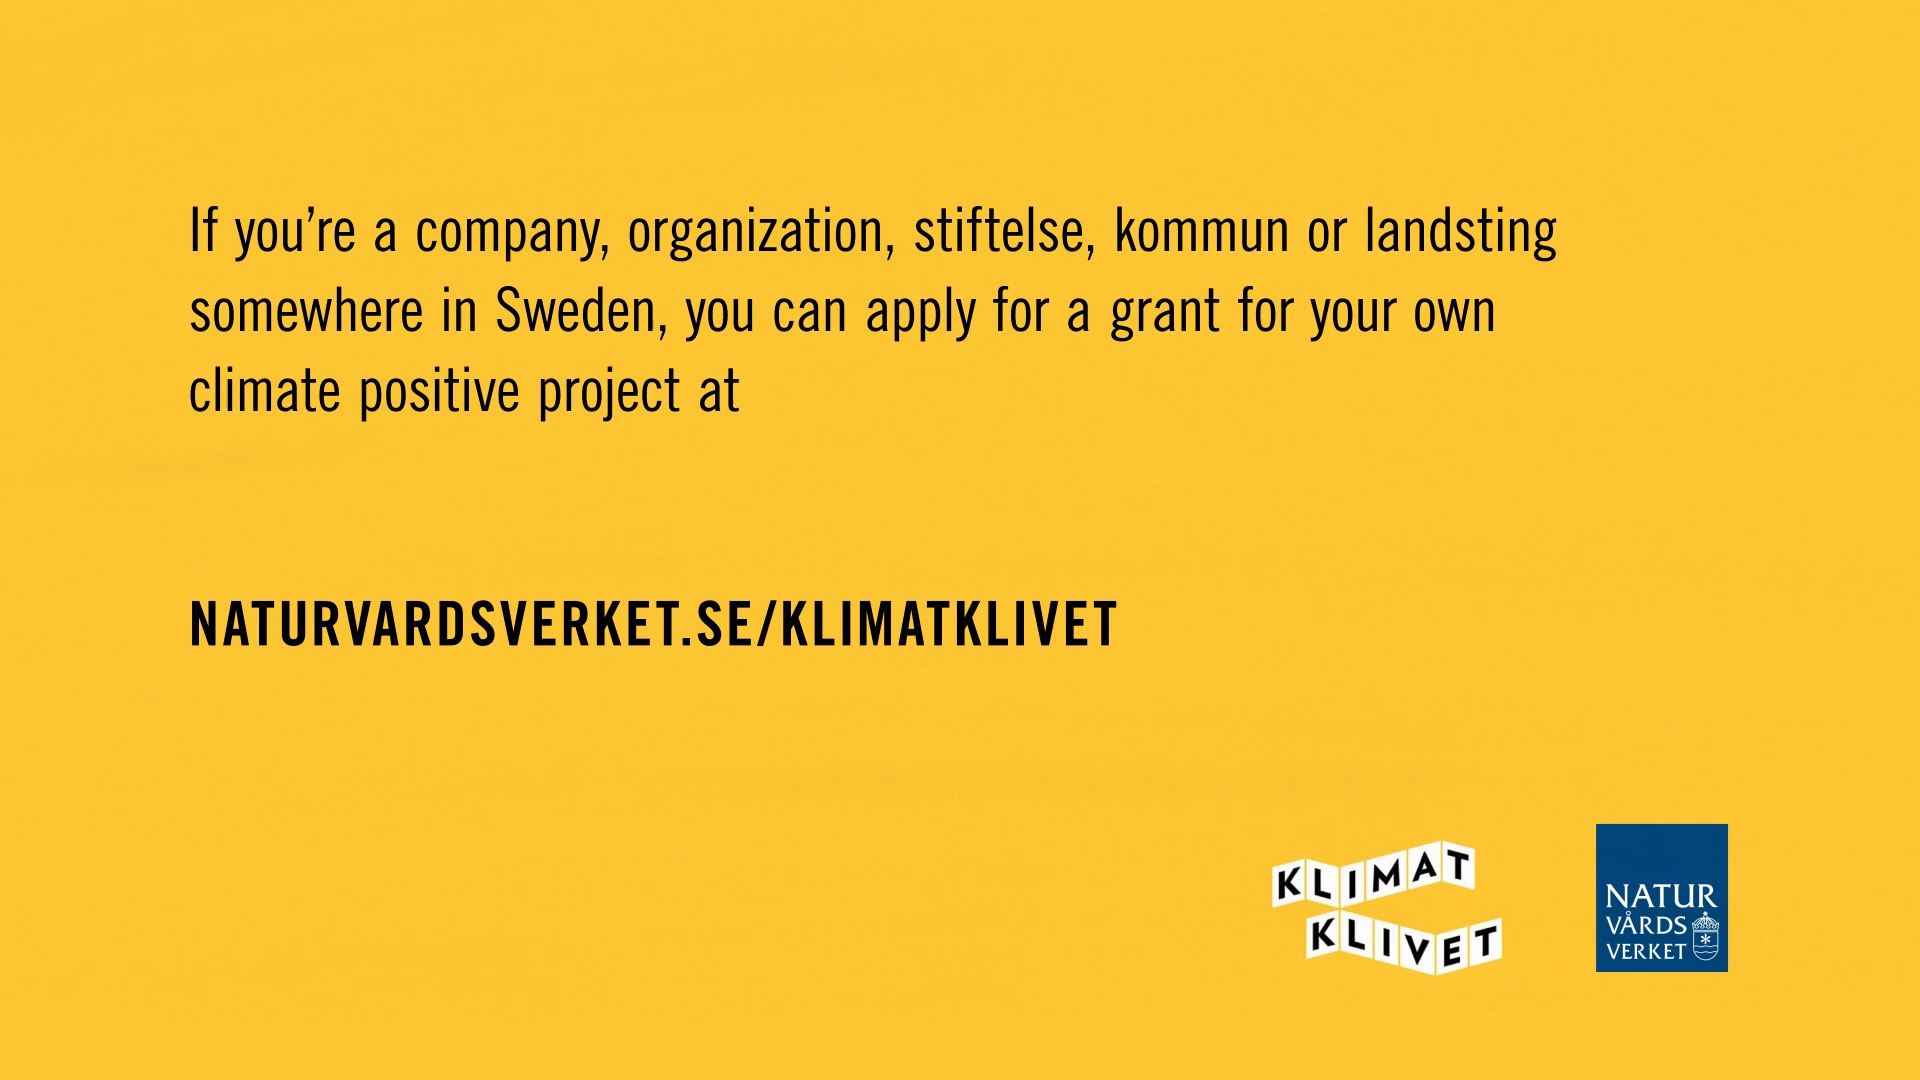 If you’re a company, organization, stiftelse, kommun or landsting
somewhere in Sweden, you can apply for a grant for your own
climate positive project at
NATURVARDSVERKET.SE/KLIMATKLIVET
KLIMAT
KLIVET
NATUR
VÅRDS
VERKET